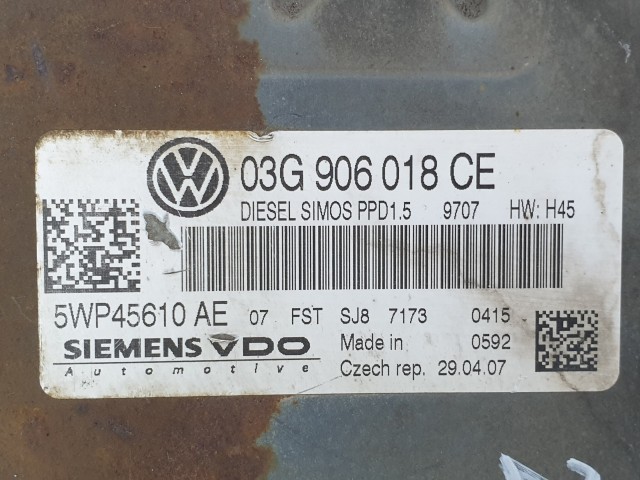 03G 906 018 CE
DIESEL SIMOS PPD1.5 9707 HW: H45
5WP45610 AE 07 FST SJ8 7173 0415
SIEMENS VDO Made in 0592
Automotive Czech rep. 29.04.07